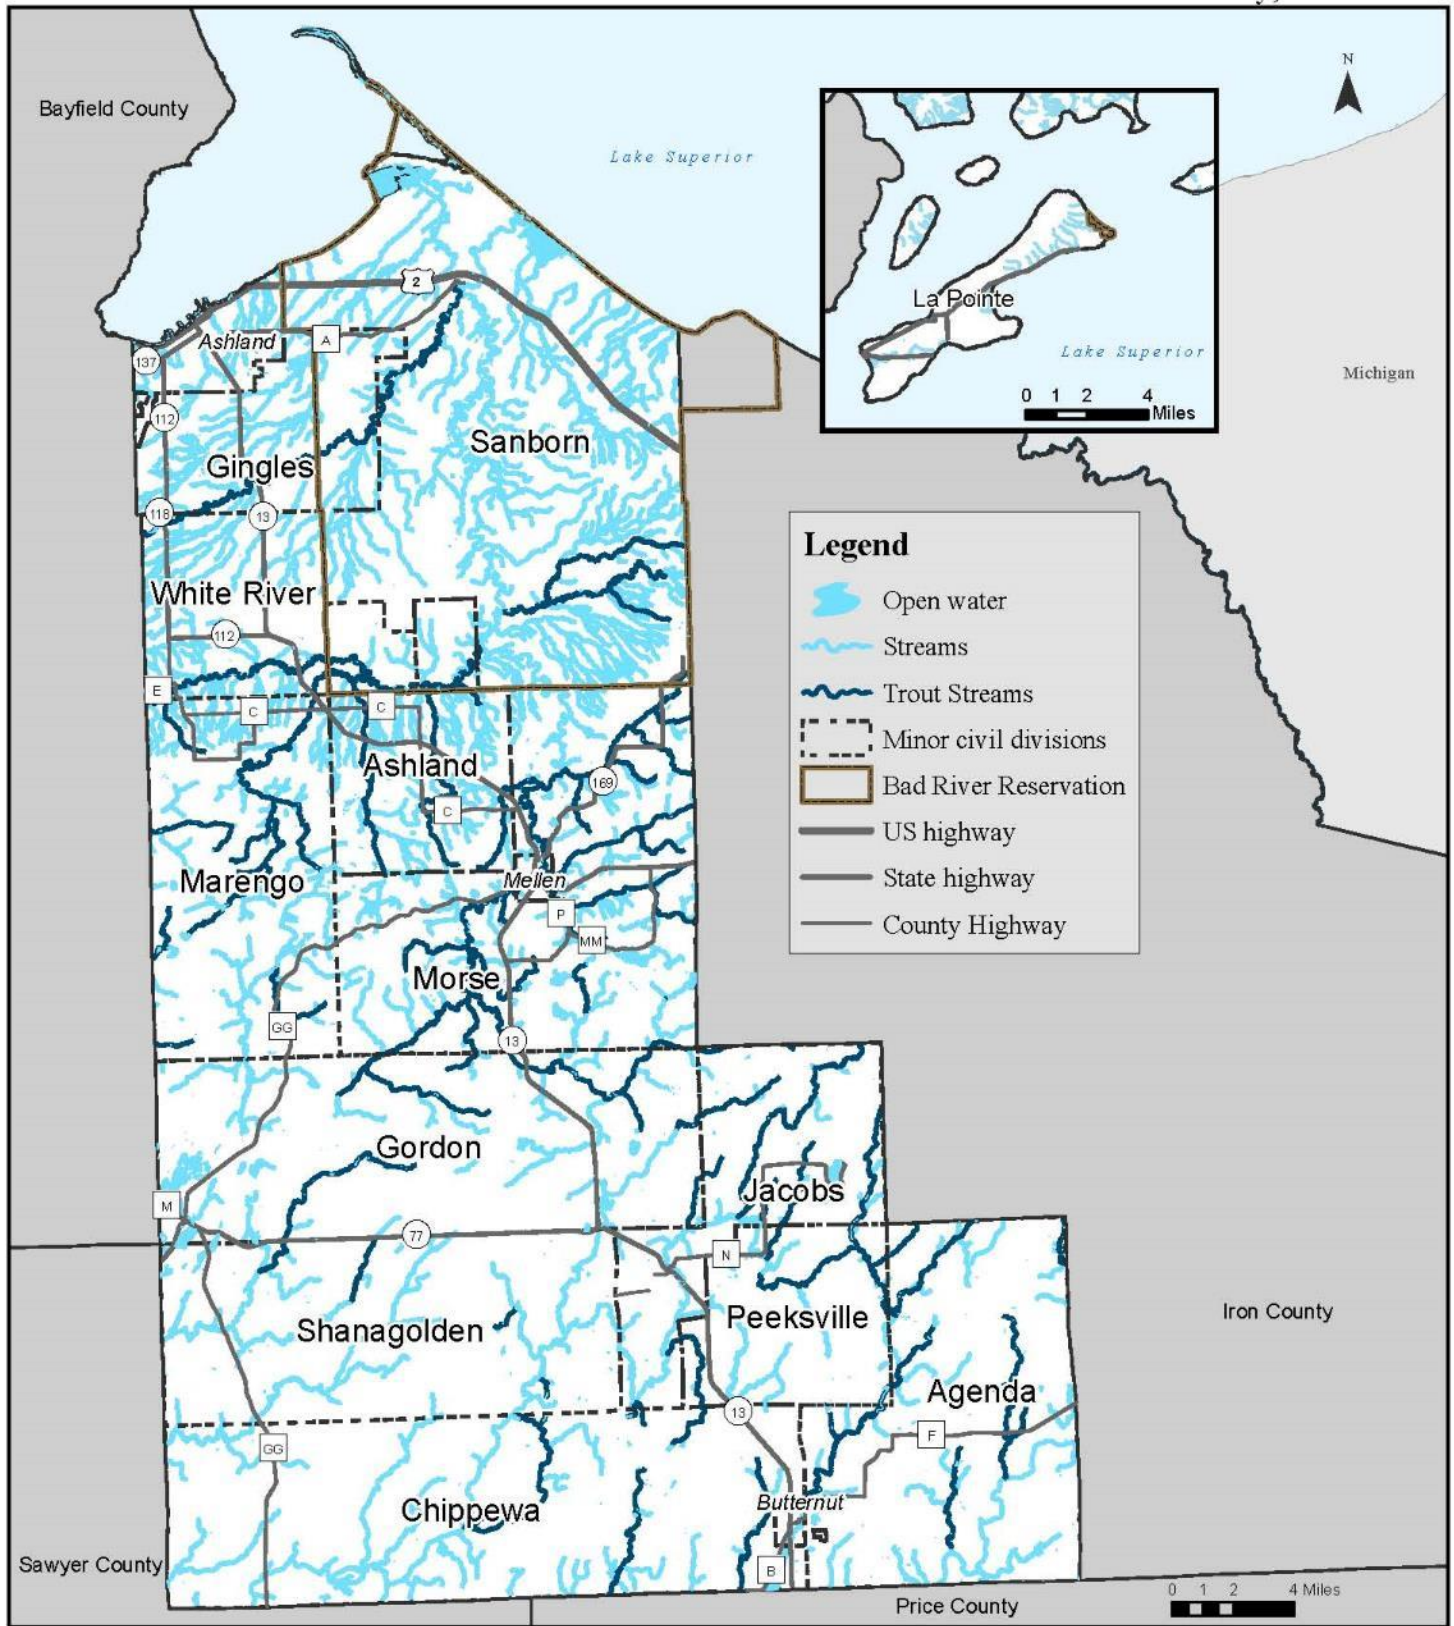 Bayfield County
N
Lake Superior
La Pointe
Lake Superior
0 1 2 4
Miles
Michigan
2
Ashland
A
137
112
Sanborn
Gingles
118
13
White River
112
E
C
C
Ashland
169
C
Marengo
Mellen
P
MM
Morse
GG
13
Legend
Open water
Streams
Trout Streams
Minor civil divisions
Bad River Reservation
US highway
State highway
County Highway
Gordon
Jacobs
M
77
N
Peeksville
Shanagolden
Iron County
Agenda
13
F
GG
Butternut
Chippewa
B
Sawyer County
Price County
0 1 2 4 Miles